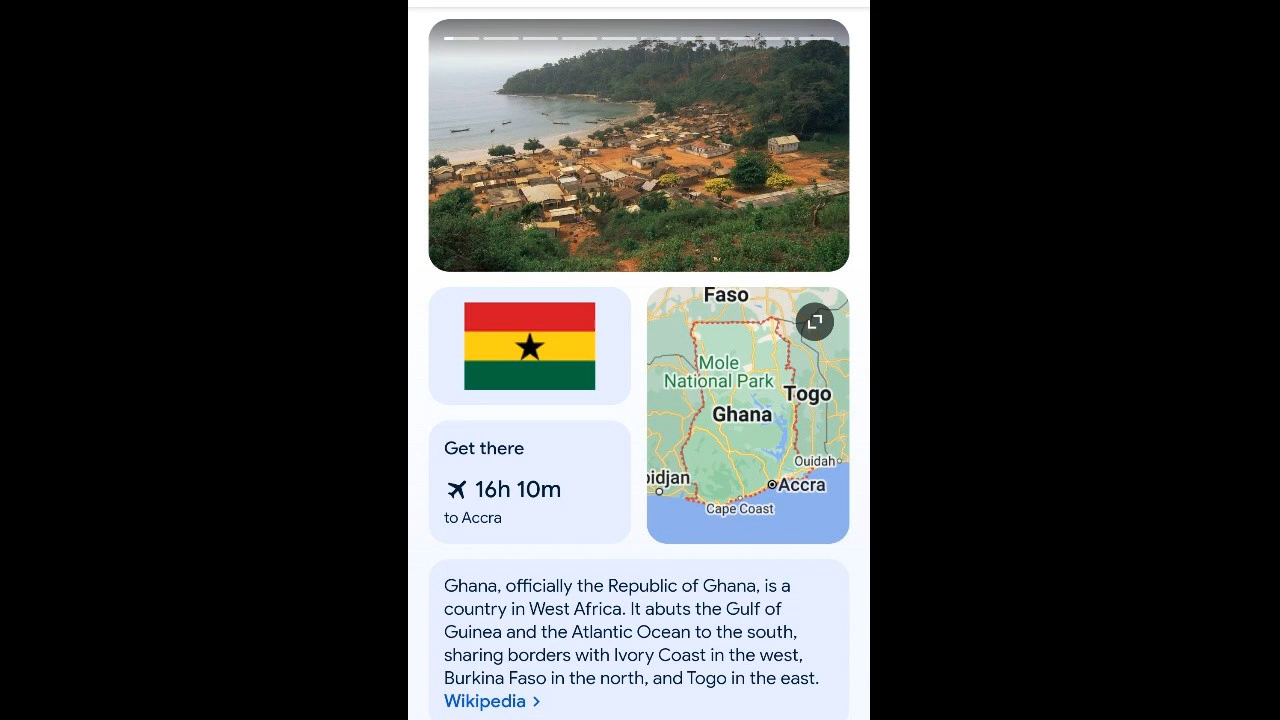 Faso
Mole
National Park
Togo
Ghana
Ouidah
bidjan
Accra
Cape Coast
Get there
16h 10m
to Accra
Ghana, officially the Republic of Ghana, is a
country in West Africa. It abuts the Gulf of
Guinea and the Atlantic Ocean to the south,
sharing borders with Ivory Coast in the west,
Burkina Faso in the north, and Togo in the east.
Wikipedia >